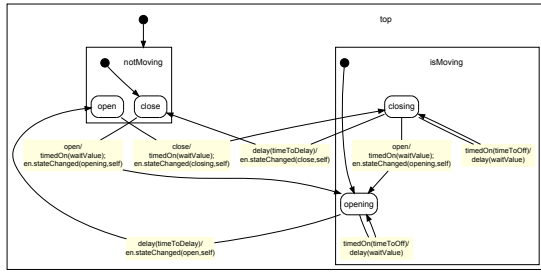 top
notMoving
isMoving
open
close
closing
open/
timedOn(waitValue);
en.stateChanged(opening,self)
close/
timedOn(waitValue);
en.stateChanged(closing,self)
delay(timeToDelay)/
en.stateChanged(close,self)
open/
timedOn(waitValue);
en.stateChanged(opening,self)
timedOn(timeToOff)/
delay(waitValue)
opening
delay(timeToDelay)/
en.stateChanged(open,self)
timedOn(timeToOff)/
delay(waitValue)